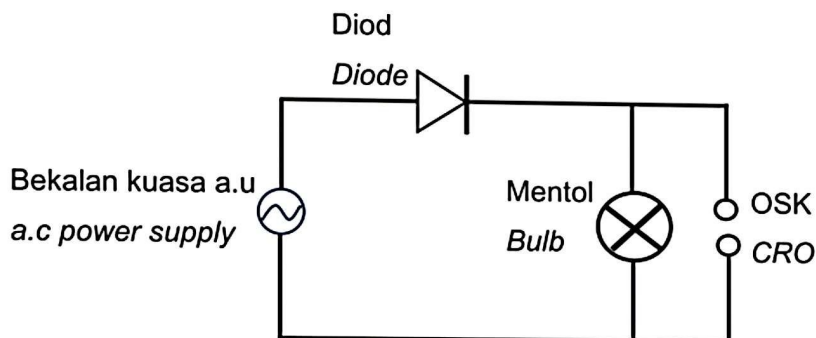 Diod
Diode
Bekalan kuasa a.u
a.c power supply
Mentol
Bulb
OSK
CRO